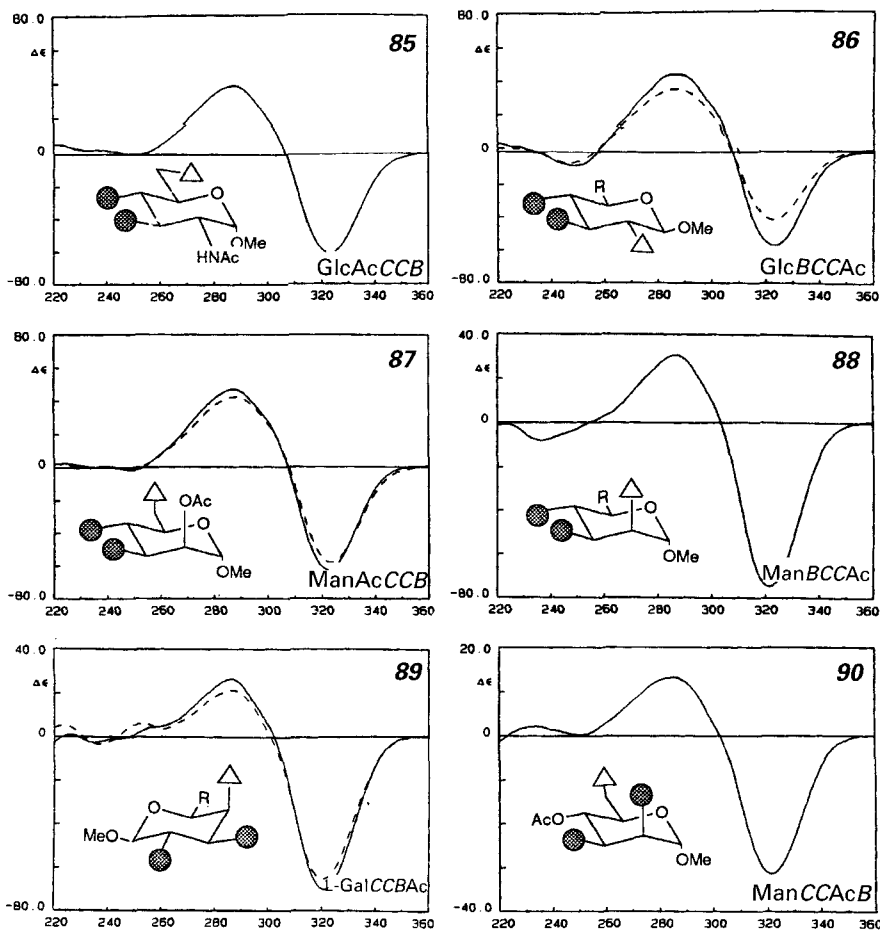 80.0
85
Δε
0
HNAc
O
OMe
GlcAcCCB
-80.0
220 240 260 280 300 320 340 360
80.0
86
Δε
0
R
O
OMe
GlcBCCAc
-80.0
220 240 260 280 300 320 340 360
80.0
87
Δε
0
OAc
O
OMe
ManAcCCB
-80.0
220 240 260 280 300 320 340 360
40.0
88
Δε
0
R
O
OMe
ManBCCAc
-80.0
220 240 260 280 300 320 340 360
40.0
89
Δε
0
R
O
MeO
1-GalCCBAc
-80.0
220 240 260 280 300 320 340 360
20.0
90
Δε
0
AcO
O
OMe
ManCCAcB
-40.0
220 240 260 280 300 320 340 360